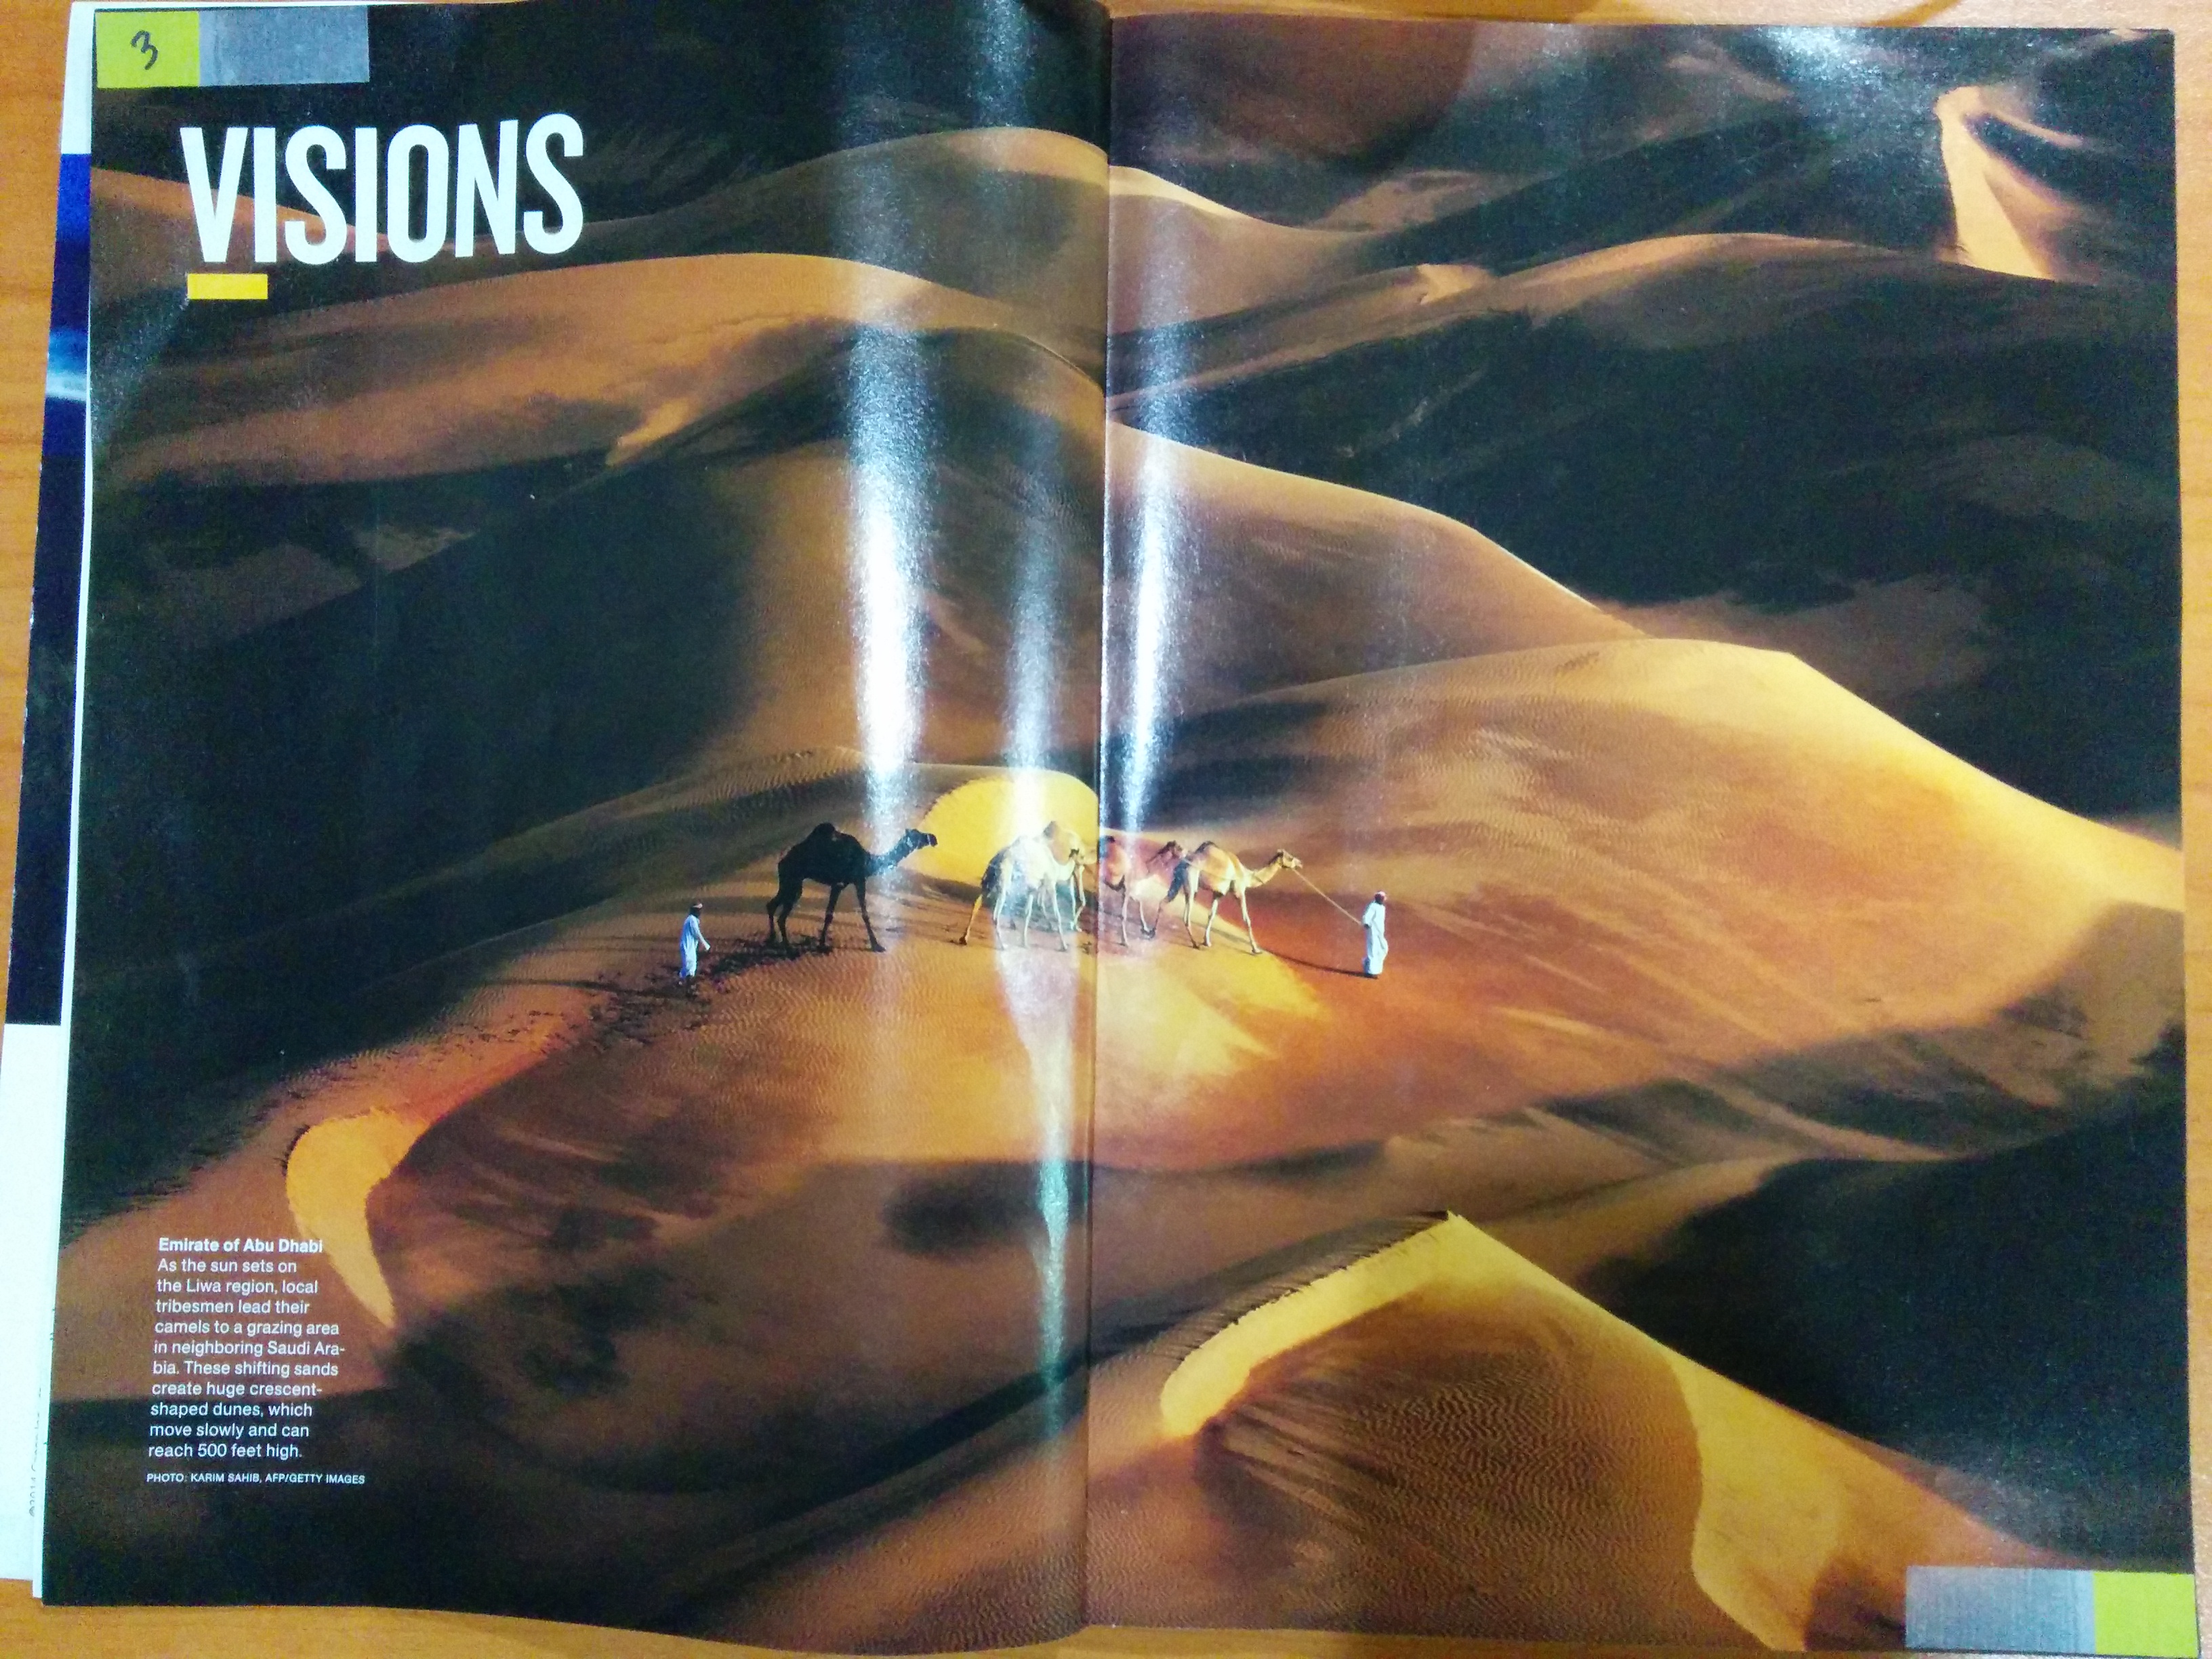 3
VISIONS
Emirate of Abu Dhabi
As the sun sets on
the Liwa region, local
tribesmen lead their
camels to a grazing area
in neighboring Saudi Ara-
bia. These shifting sands
create huge crescent-
shaped dunes, which
move slowly and can
reach 500 feet high.
PHOTO: KARIM SAHIB, AFP/GETTY IMAGES